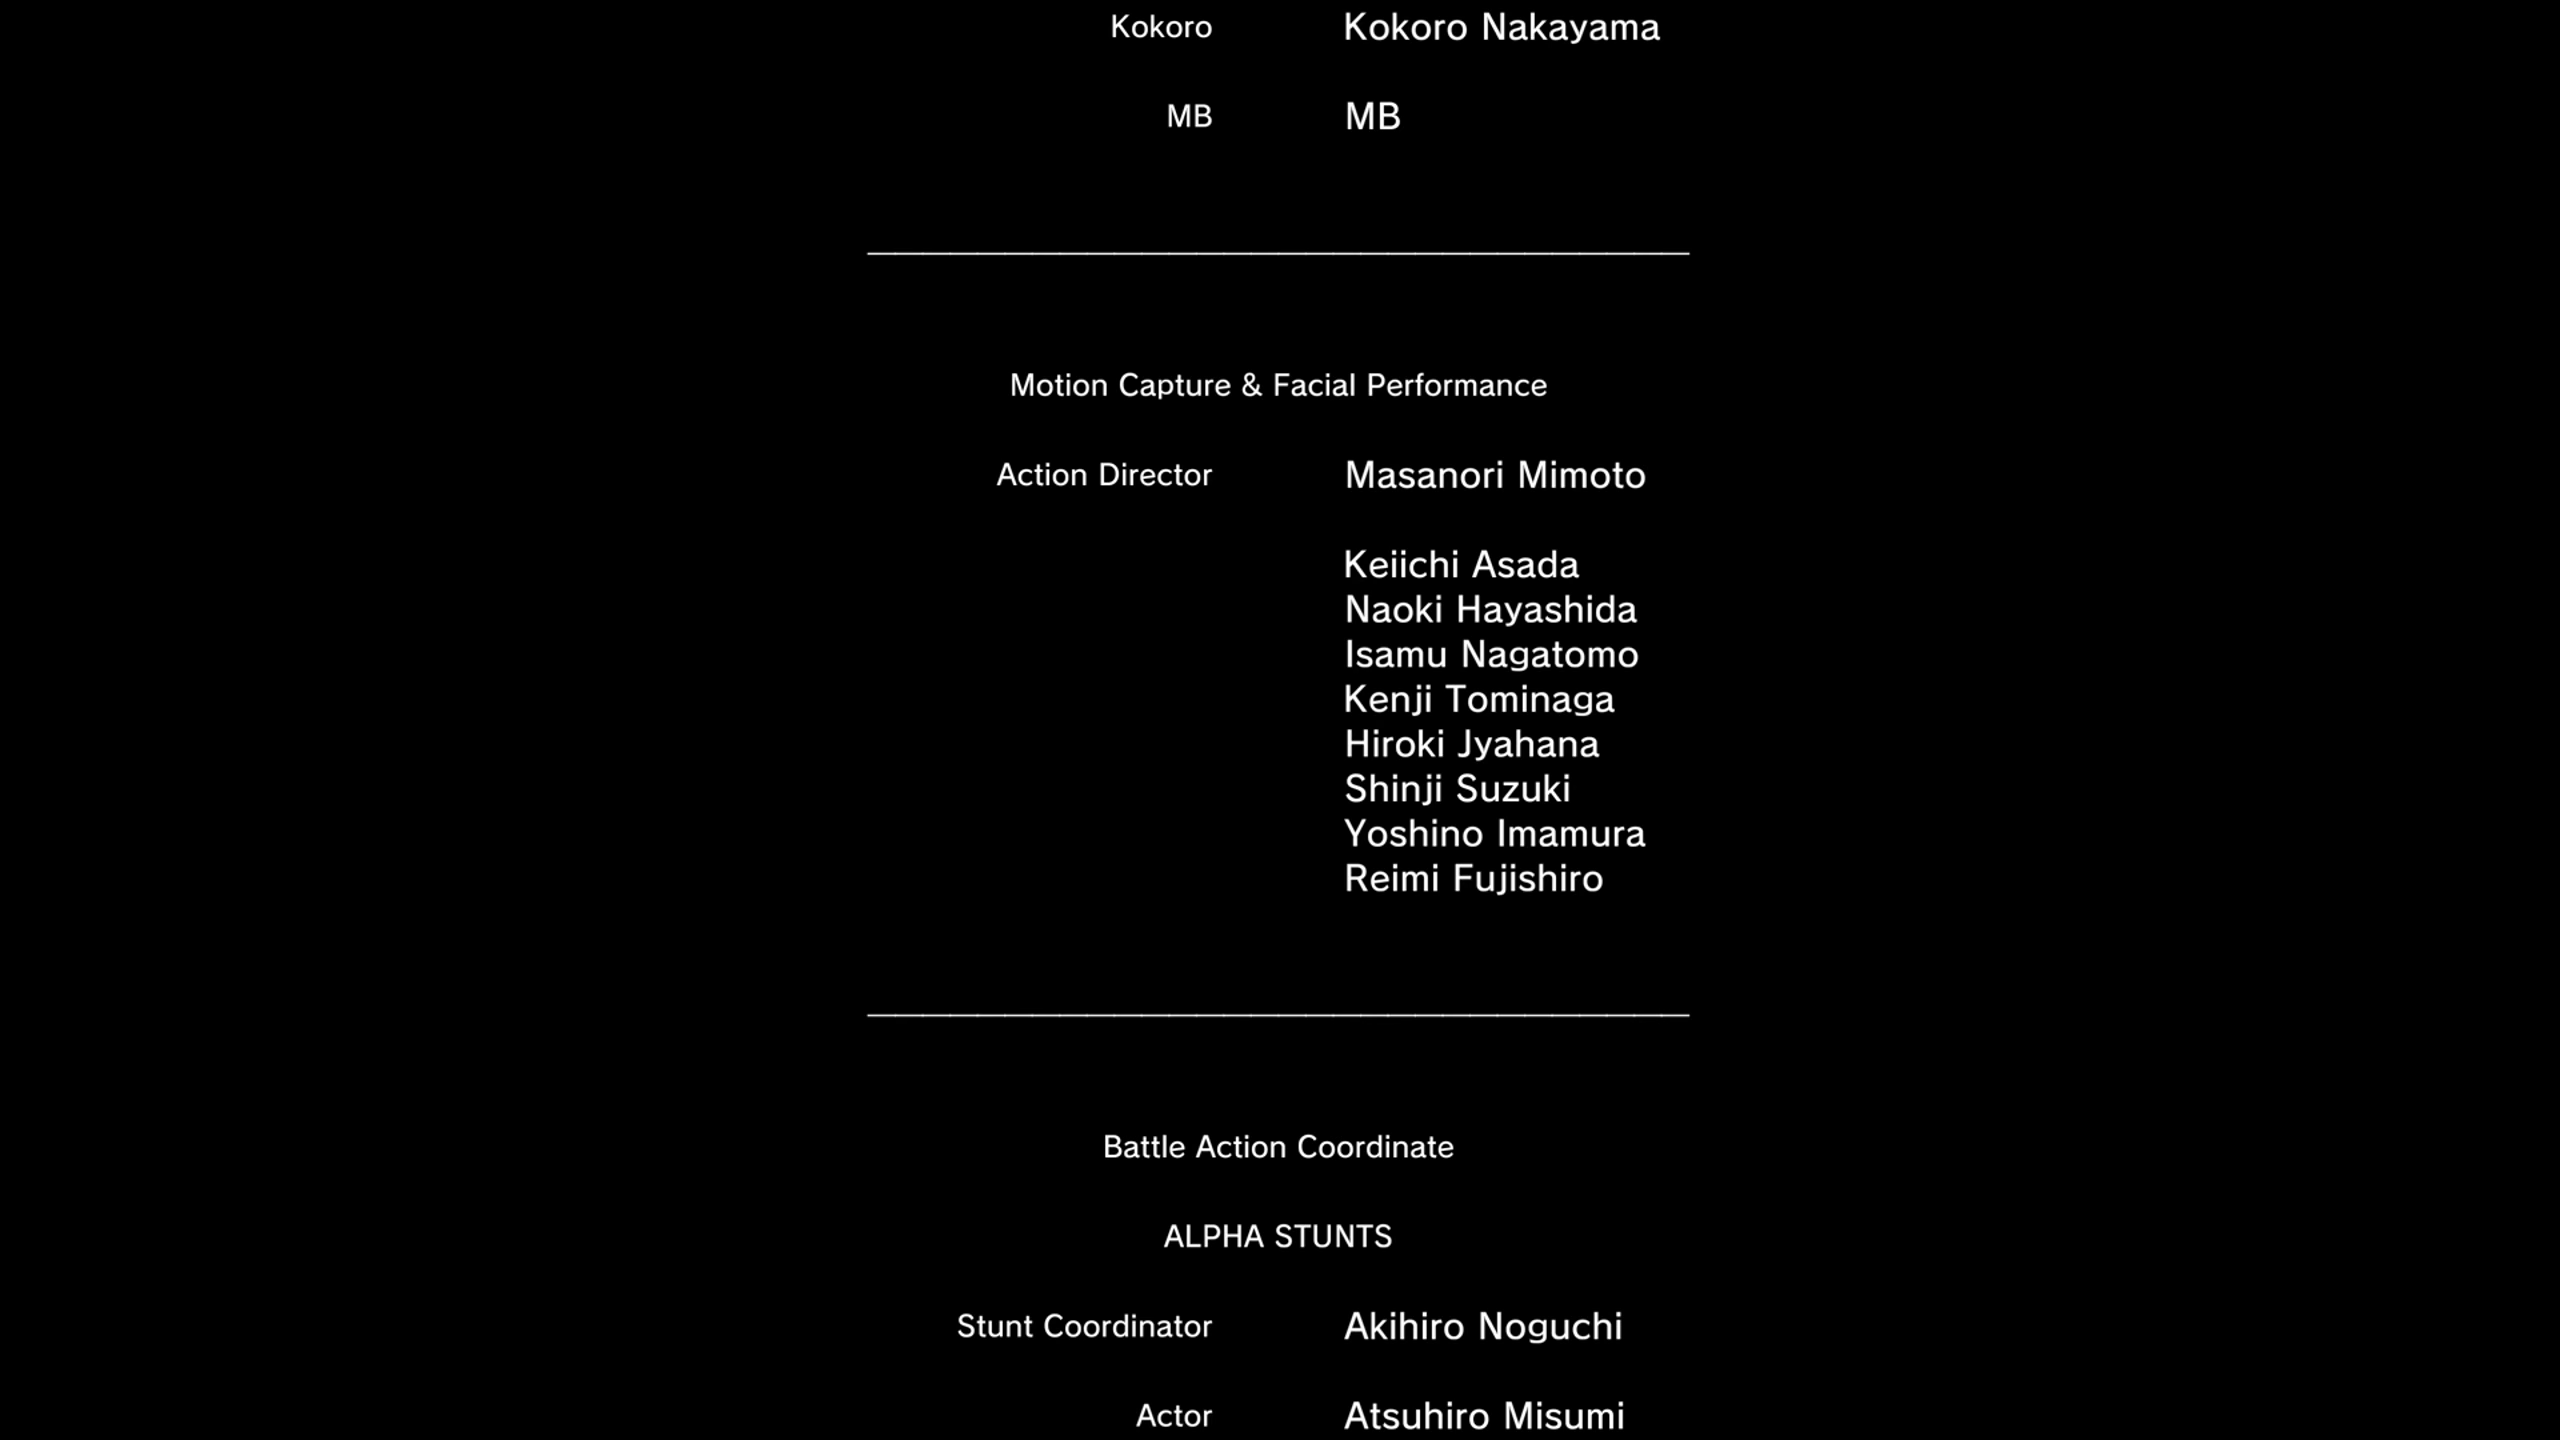 Kokoro Kokoro Nakayama
MB MB
Motion Capture & Facial Performance
Action Director Masanori Mimoto
Keiichi Asada
Naoki Hayashida
Isamu Nagatomo
Kenji Tominaga
Hiroki Jyahana
Shinji Suzuki
Yoshino Imamura
Reimi Fujishiro
Battle Action Coordinate
ALPHA STUNTS
Stunt Coordinator Akihiro Noguchi
Actor Atsuhiro Misumi